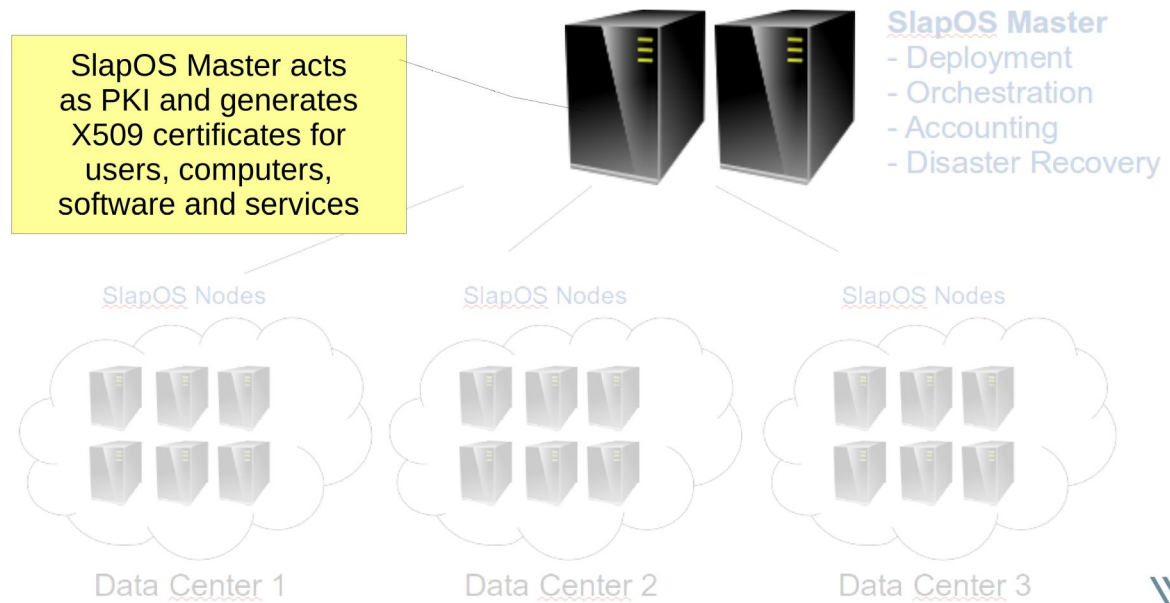 SlapOS Master acts
as PKI and generates
X509 certificates for
users, computers,
software and services
SlapOS Master
- Deployment
- Orchestration
- Accounting
- Disaster Recovery
SlapOS Nodes
SlapOS Nodes
SlapOS Nodes
Data Center 1
Data Center 2
Data Center 3